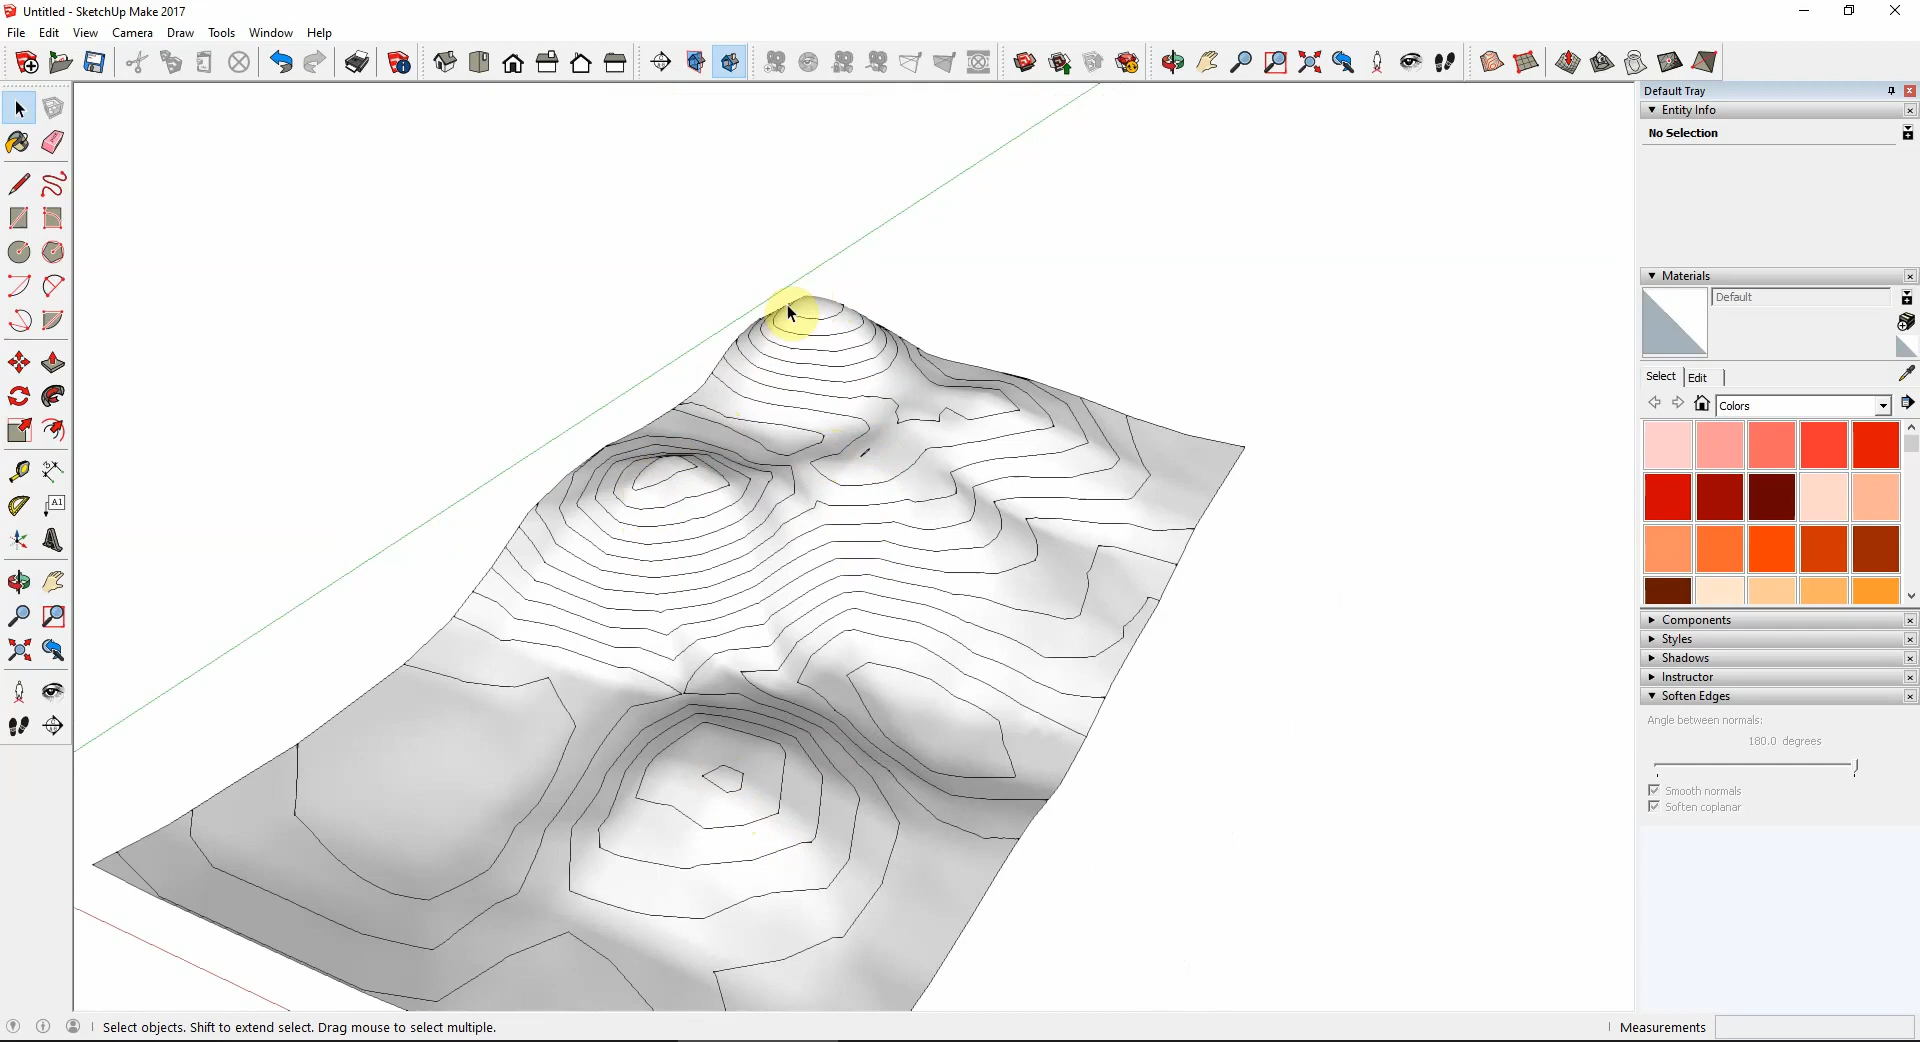 Untitled - SketchUp Make 2017
File Edit View Camera Draw Tools Window Help
Default Tray
Entity Info
No Selection
Materials
Default
Select Edit
Colors
Components
Styles
Shadows
Instructor
Soften Edges
Angle between normals:
180.0 degrees
Smooth normals
Soften coplanar
A1
Select objects. Shift to extend select. Drag mouse to select multiple.
Measurements